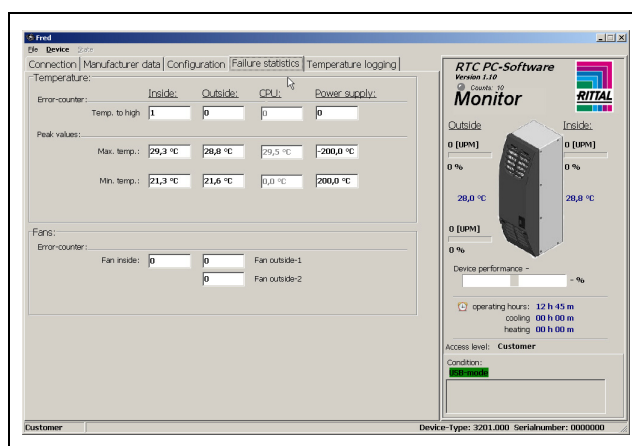 Fred
File Device State
Connection Manufacturer data Configuration Failure statistics Temperature logging
Temperature:
Inside: Outside: CPU: Power supply:
Error-counter:
Temp. to high 1 0 0 0
Peak values:
Max. temp.: 29,3 °C 28,8 °C 29,5 °C -200,0 °C
Min. temp.: 21,3 °C 21,6 °C 0,0 °C 200,0 °C
Fans:
Error-counter:
Fan inside: 0 0 Fan outside-1
0 Fan outside-2
RTC PC-Software
Version 1.10
Counts: 10
Monitor
RITTAL
Outside Inside:
0 [UPM] 0 [UPM]
0 % 0 %
28,0 °C 28,8 °C
0 [UPM]
0 %
Device performance -
- %
operating hours: 12 h 45 m
cooling 00 h 00 m
heating 00 h 00 m
Access level: Customer
Condition:
USB-mode
Customer Device-Type: 3201.000 Serialnumber: 0000000